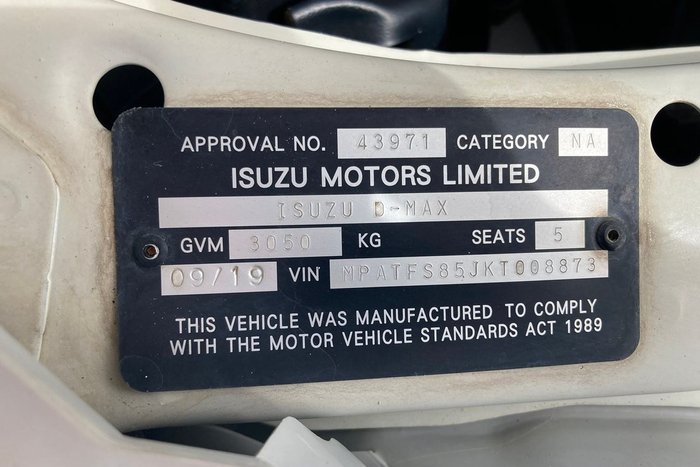 APPROVAL NO. 43971 CATEGORY NA
ISUZU MOTORS LIMITED
ISUZU D-MAX
GVM 3050 KG SEATS 5
09/19 VIN MPATFS85JKT008873
THIS VEHICLE WAS MANUFACTURED TO COMPLY
WITH THE MOTOR VEHICLE STANDARDS ACT 1989